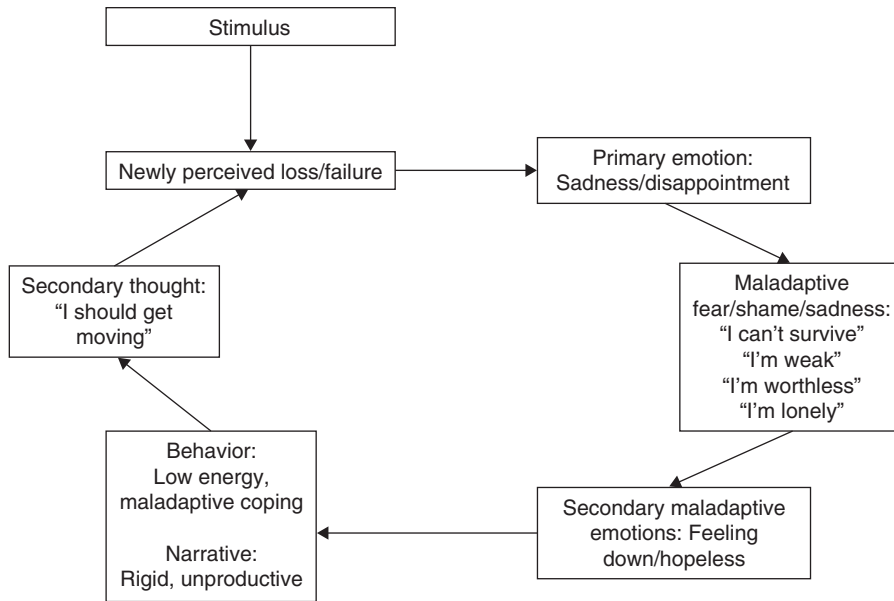 Stimulus
Newly perceived loss/failure
Primary emotion:
Sadness/disappointment
Maladaptive
fear/shame/sadness:
“I can’t survive”
“I’m weak”
“I’m worthless”
“I’m lonely”
Secondary maladaptive
emotions: Feeling
down/hopeless
Behavior:
Low energy,
maladaptive coping
Narrative:
Rigid, unproductive
Secondary thought:
“I should get
moving”